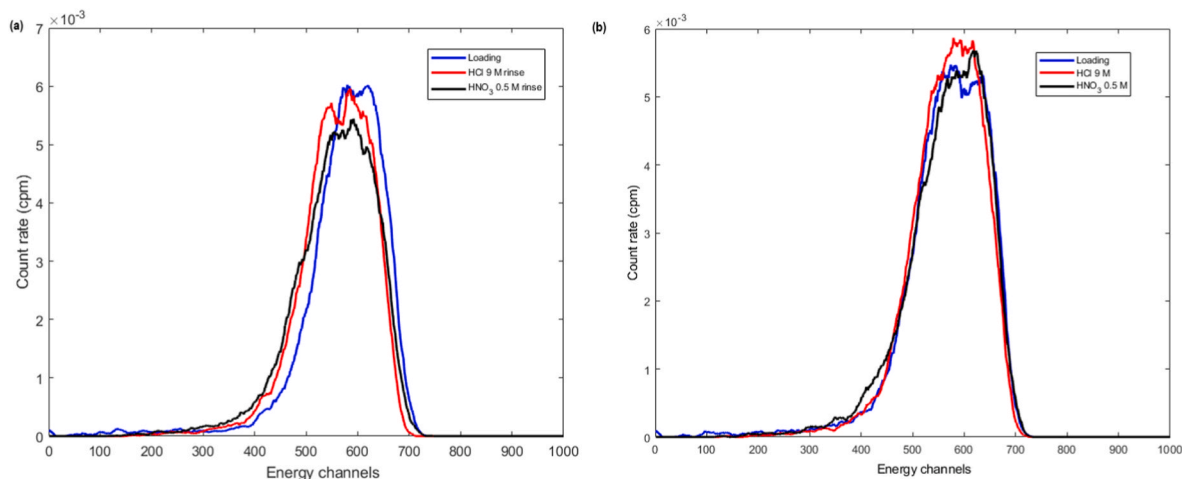 (a)
×10⁻³
7
6
5
4
3
2
1
0
Count rate (cpm)
Loading
HCl 9 M rinse
HNO₃ 0.5 M rinse
0 100 200 300 400 500 600 700 800 900 1000
Energy channels
(b)
×10⁻³
6
5
4
3
2
1
0
Count rate (cpm)
Loading
HCl 9 M
HNO₃ 0.5 M
0 100 200 300 400 500 600 700 800 900 1000
Energy channels